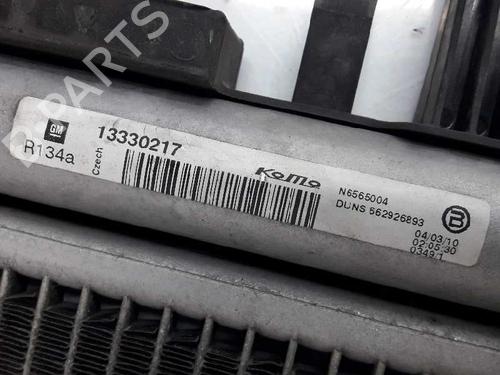 GM
R134a
Czech
13330217
KoMo
N6565004
DUNS 562926893
B
04/03/10
02:05:30
0349/1
B-PARTS